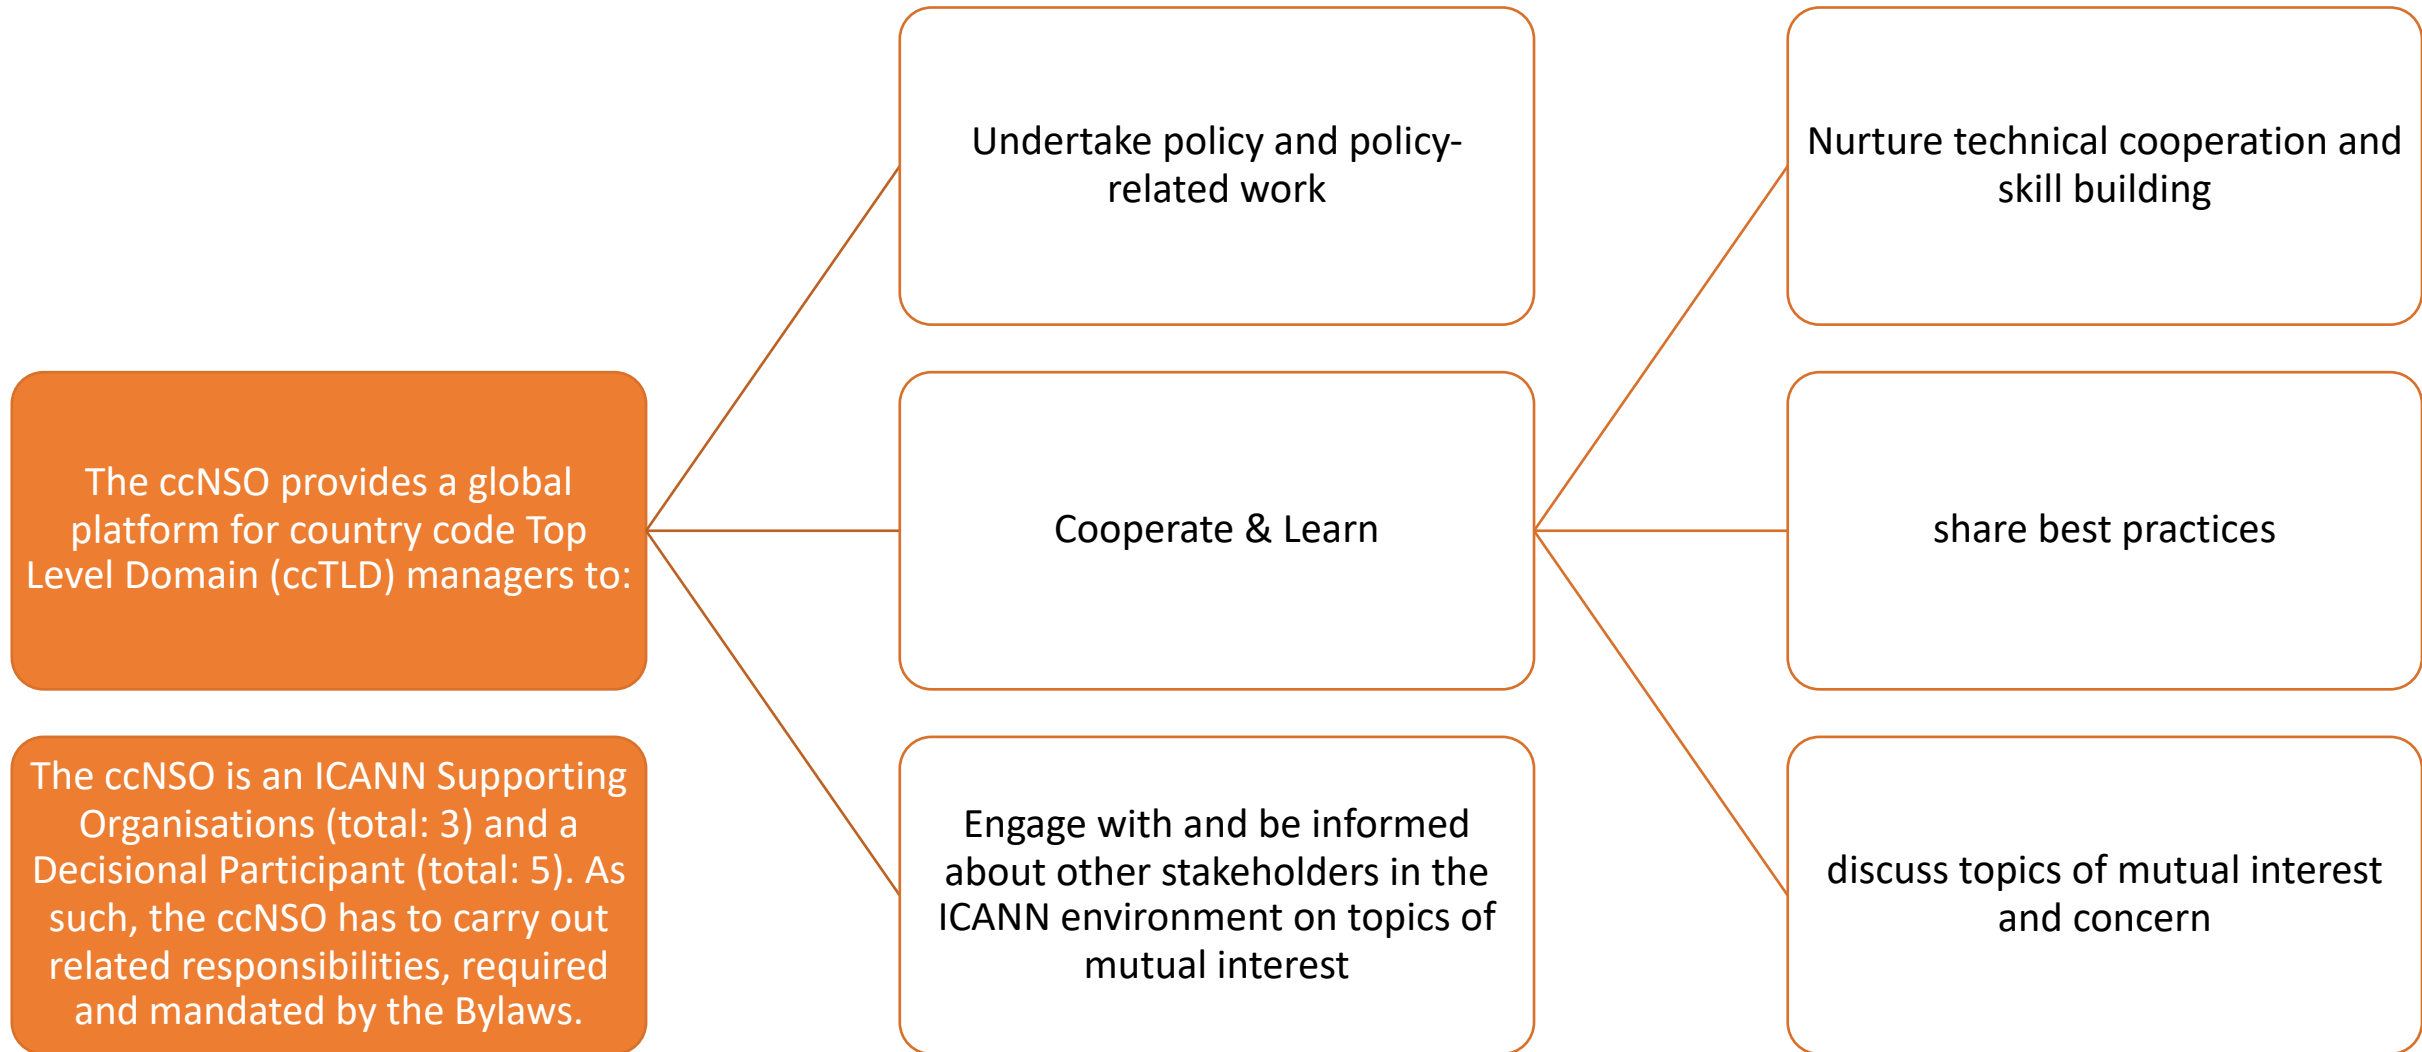 The ccNSO provides a global
platform for country code Top
Level Domain (ccTLD) managers to:
The ccNSO is an ICANN Supporting
Organisations (total: 3) and a
Decisional Participant (total: 5). As
such, the ccNSO has to carry out
related responsibilities, required
and mandated by the Bylaws.
Undertake policy and policy-
related work
Cooperate & Learn
Engage with and be informed
about other stakeholders in the
ICANN environment on topics of
mutual interest
Nurture technical cooperation and
skill building
share best practices
discuss topics of mutual interest
and concern